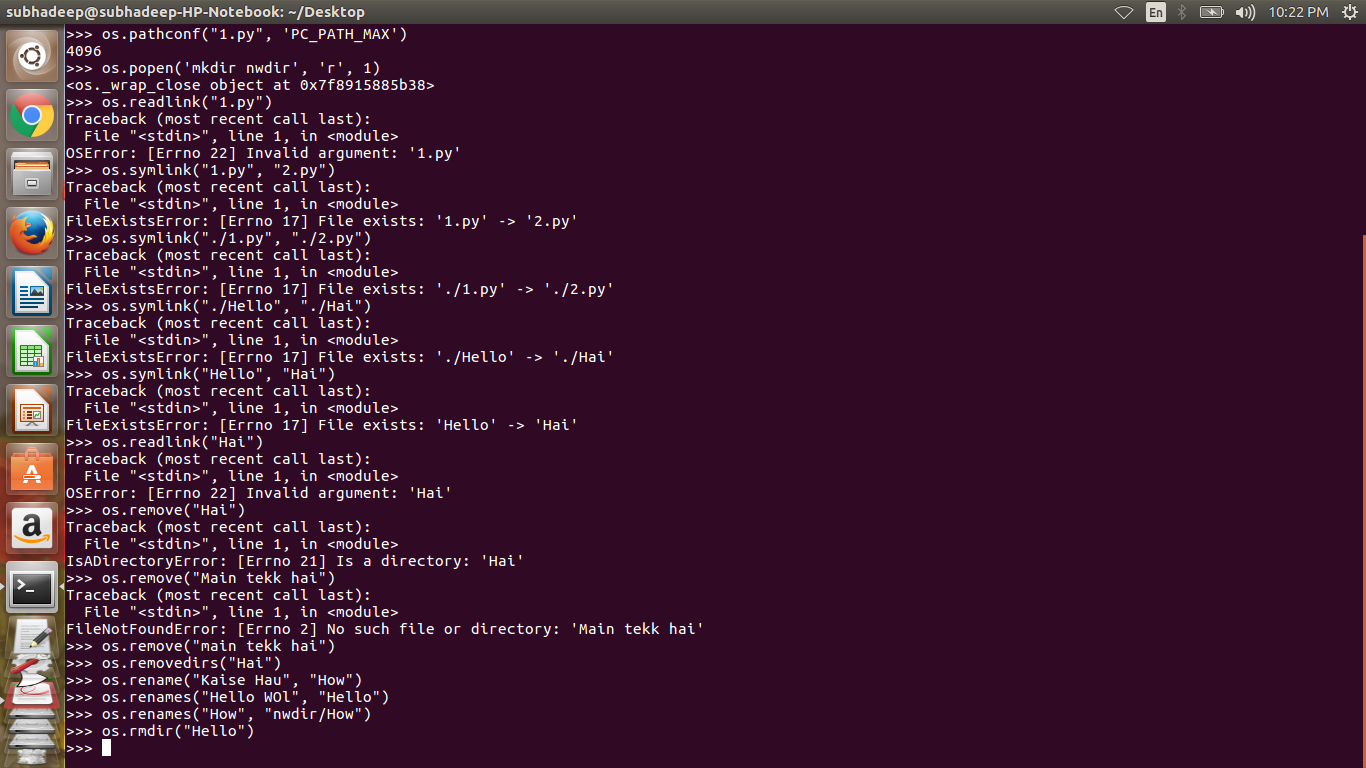 subhadeep@subhadeep-HP-Notebook: ~/Desktop
En
10:22 PM
>>> os.pathconf("1.py", 'PC_PATH_MAX')
4096
>>> os.popen('mkdir nwdir', 'r', 1)
<os._wrap_close object at 0x7f8915885b38>
>>> os.readlink("1.py")
Traceback (most recent call last):
  File "<stdin>", line 1, in <module>
OSError: [Errno 22] Invalid argument: '1.py'
>>> os.symlink("1.py", "2.py")
Traceback (most recent call last):
  File "<stdin>", line 1, in <module>
FileExistsError: [Errno 17] File exists: '1.py' -> '2.py'
>>> os.symlink("./1.py", "./2.py")
Traceback (most recent call last):
  File "<stdin>", line 1, in <module>
FileExistsError: [Errno 17] File exists: './1.py' -> './2.py'
>>> os.symlink("./Hello", "./Hai")
Traceback (most recent call last):
  File "<stdin>", line 1, in <module>
FileExistsError: [Errno 17] File exists: './Hello' -> './Hai'
>>> os.symlink("Hello", "Hai")
Traceback (most recent call last):
  File "<stdin>", line 1, in <module>
FileExistsError: [Errno 17] File exists: 'Hello' -> 'Hai'
>>> os.readlink("Hai")
Traceback (most recent call last):
  File "<stdin>", line 1, in <module>
OSError: [Errno 22] Invalid argument: 'Hai'
>>> os.remove("Hai")
Traceback (most recent call last):
  File "<stdin>", line 1, in <module>
IsADirectoryError: [Errno 21] Is a directory: 'Hai'
>>> os.remove("Main tekk hai")
Traceback (most recent call last):
  File "<stdin>", line 1, in <module>
FileNotFoundError: [Errno 2] No such file or directory: 'Main tekk hai'
>>> os.remove("main tekk hai")
>>> os.removedirs("Hai")
>>> os.rename("Kaise Hau", "How")
>>> os.renames("Hello WOl", "Hello")
>>> os.renames("How", "nwdir/How")
>>> os.rmdir("Hello")
>>>